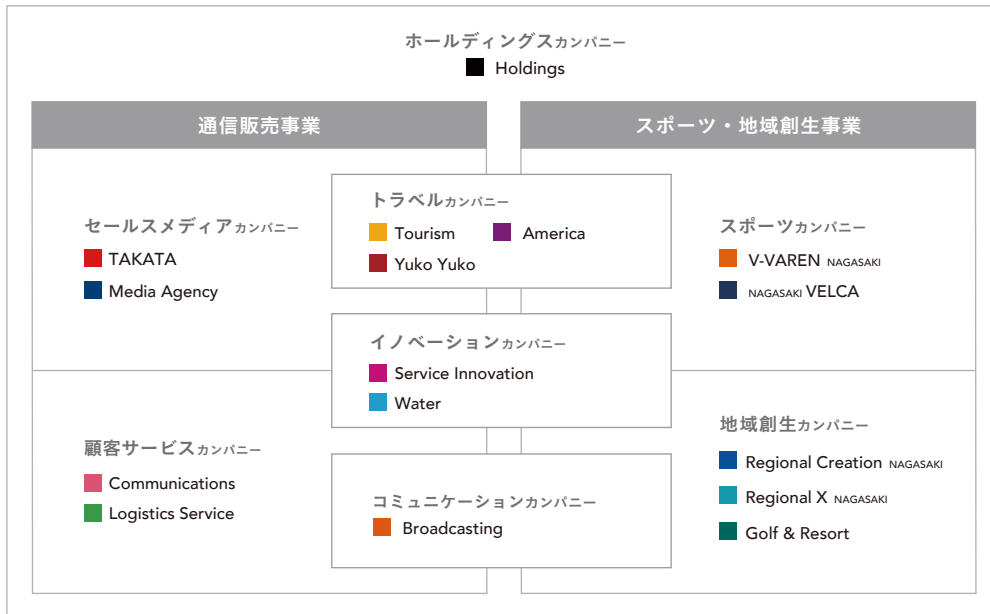 ホールディングスカンパニー
Holdings
通信販売事業
スポーツ・地域創生事業
セールスメディアカンパニー
TAKATA
Media Agency
トラベルカンパニー
Tourism America
Yuko Yuko
スポーツカンパニー
V-VAREN NAGASAKI
NAGASAKI VELCA
イノベーションカンパニー
Service Innovation
Water
顧客サービスカンパニー
Communications
Logistics Service
コミュニケーションカンパニー
Broadcasting
地域創生カンパニー
Regional Creation NAGASAKI
Regional X NAGASAKI
Golf & Resort